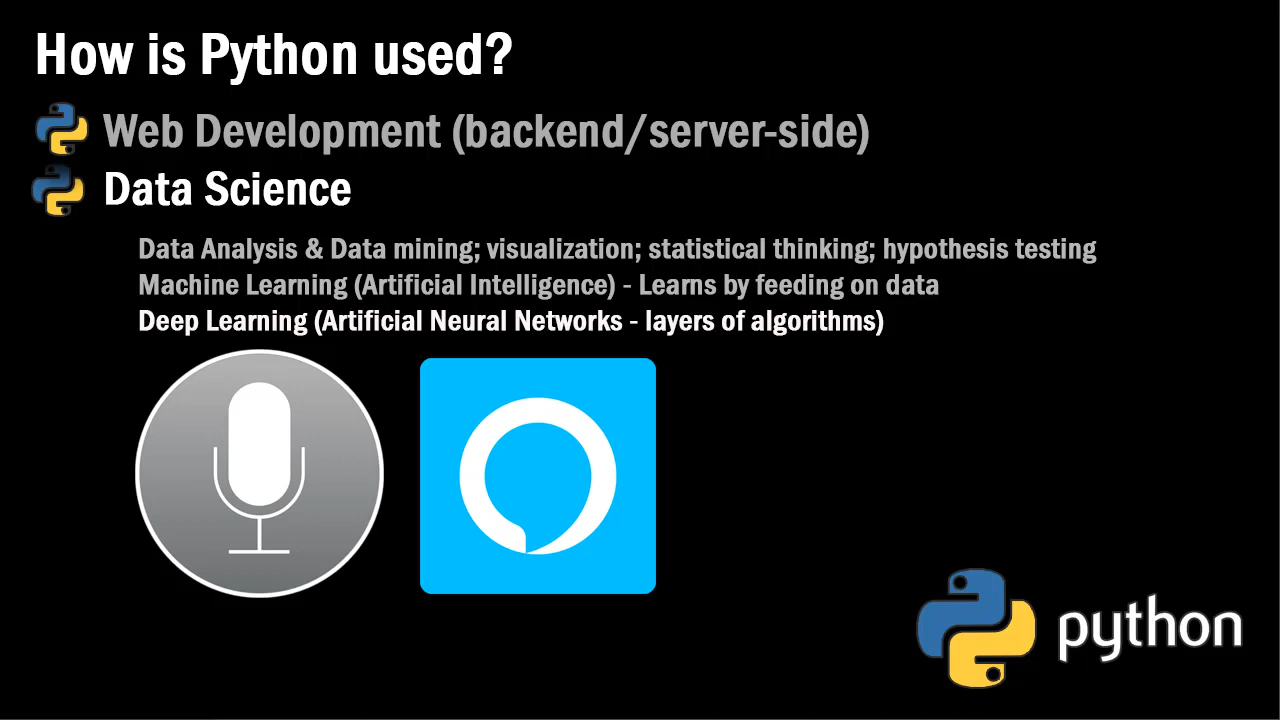 How is Python used?
Web Development (backend/server-side)
Data Science
Data Analysis & Data mining; visualization; statistical thinking; hypothesis testing
Machine Learning (Artificial Intelligence) - Learns by feeding on data
Deep Learning (Artificial Neural Networks - layers of algorithms)
python